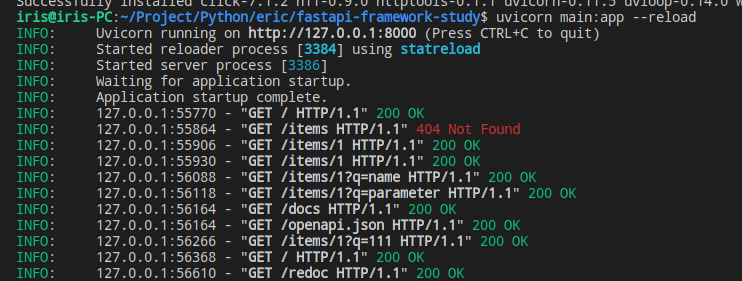 Successfully installed click-7.1.2 h11-0.9.0 httptools-0.1.1 uvicorn-0.11.5 uvloop-0.14.0 w
iris@iris-PC:~/Project/Python/eric/fastapi-framework-study$ uvicorn main:app --reload
INFO: Uvicorn running on http://127.0.0.1:8000 (Press CTRL+C to quit)
INFO: Started reloader process [3384] using statreload
INFO: Started server process [3386]
INFO: Waiting for application startup.
INFO: Application startup complete.
INFO: 127.0.0.1:55770 - "GET / HTTP/1.1" 200 OK
INFO: 127.0.0.1:55864 - "GET /items HTTP/1.1" 404 Not Found
INFO: 127.0.0.1:55906 - "GET /items/1 HTTP/1.1" 200 OK
INFO: 127.0.0.1:55930 - "GET /items/1 HTTP/1.1" 200 OK
INFO: 127.0.0.1:56088 - "GET /items/1?q=name HTTP/1.1" 200 OK
INFO: 127.0.0.1:56118 - "GET /items/1?q=parameter HTTP/1.1" 200 OK
INFO: 127.0.0.1:56164 - "GET /docs HTTP/1.1" 200 OK
INFO: 127.0.0.1:56164 - "GET /openapi.json HTTP/1.1" 200 OK
INFO: 127.0.0.1:56266 - "GET /items/1?q=111 HTTP/1.1" 200 OK
INFO: 127.0.0.1:56368 - "GET / HTTP/1.1" 200 OK
INFO: 127.0.0.1:56610 - "GET /redoc HTTP/1.1" 200 OK